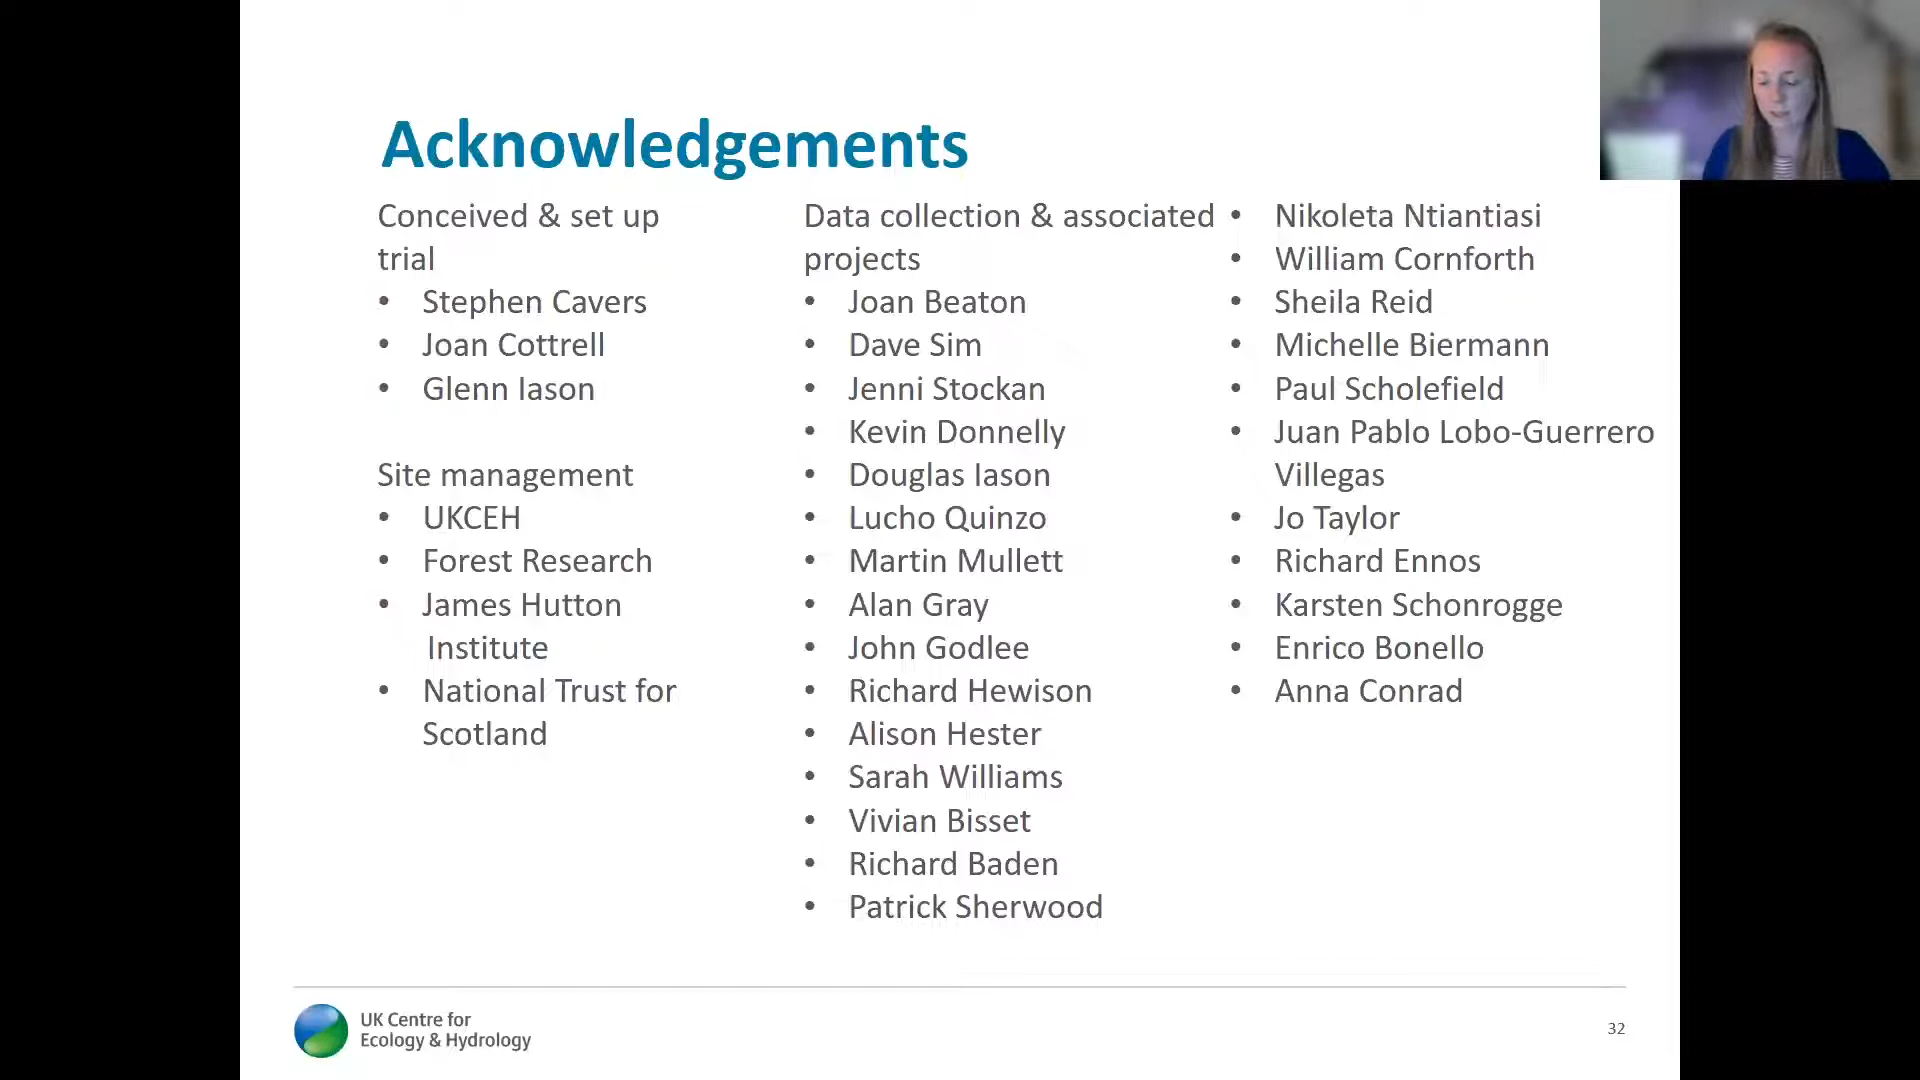 Acknowledgements
Conceived & set up
trial
• Stephen Cavers
• Joan Cottrell
• Glenn Iason
Site management
• UKCEH
• Forest Research
• James Hutton
Institute
• National Trust for
Scotland
Data collection & associated
projects
• Joan Beaton
• Dave Sim
• Jenni Stockan
• Kevin Donnelly
• Douglas Iason
• Lucho Quinzo
• Martin Mullett
• Alan Gray
• John Godlee
• Richard Hewison
• Alison Hester
• Sarah Williams
• Vivian Bisset
• Richard Baden
• Patrick Sherwood
• Nikoleta Ntiantiasi
• William Cornforth
• Sheila Reid
• Michelle Biermann
• Paul Scholefield
• Juan Pablo Lobo-Guerrero
Villegas
• Jo Taylor
• Richard Ennos
• Karsten Schonrogge
• Enrico Bonello
• Anna Conrad
UK Centre for
Ecology & Hydrology
32